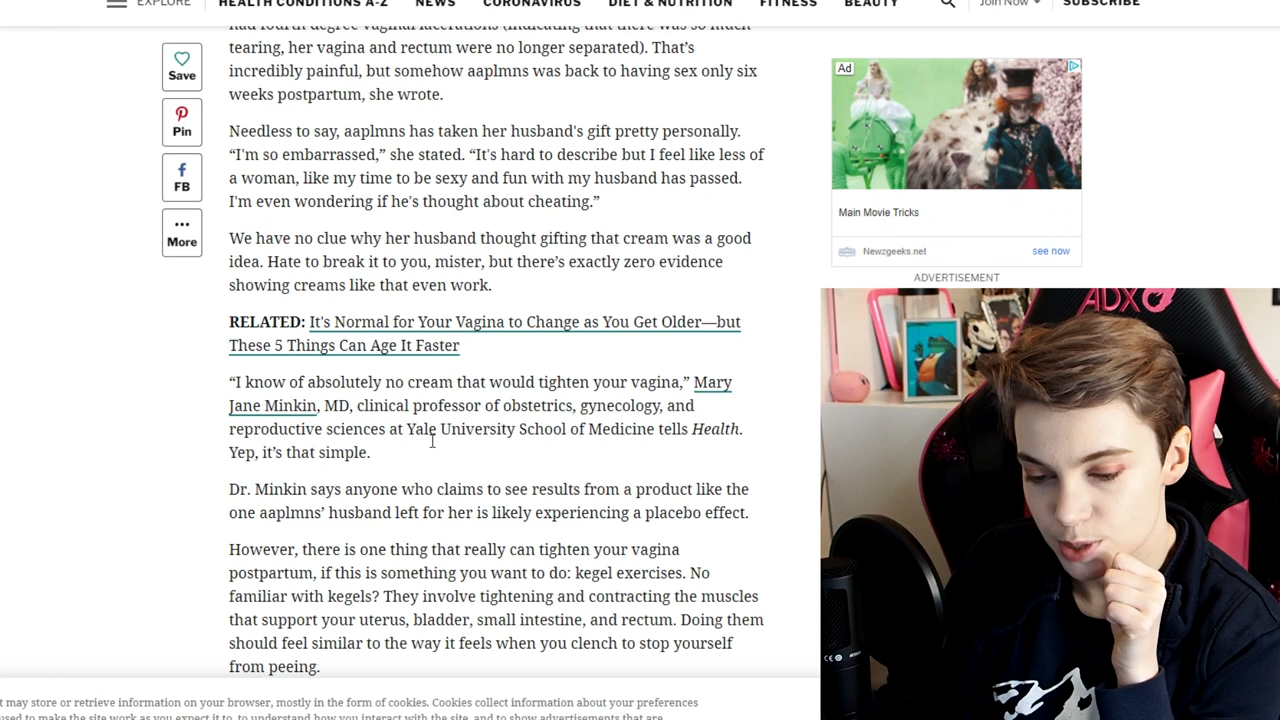 EXPLORE
HEALTH CONDITIONS A-Z
NEWS
CORONAVIRUS
DIET & NUTRITION
FITNESS
BEAUTY
Join Now
SUBSCRIBE
had fourth degree vaginal lacerations (indicating that there was so much
tearing, her vagina and rectum were no longer separated). That’s
incredibly painful, but somehow aaplmns was back to having sex only six
weeks postpartum, she wrote.
Save
Pin
FB
More
Needless to say, aaplmns has taken her husband's gift pretty personally.
“I'm so embarrassed,” she stated. “It's hard to describe but I feel like less of
a woman, like my time to be sexy and fun with my husband has passed.
I'm even wondering if he's thought about cheating.”
We have no clue why her husband thought gifting that cream was a good
idea. Hate to break it to you, mister, but there’s exactly zero evidence
showing creams like that even work.
RELATED: It's Normal for Your Vagina to Change as You Get Older—but
These 5 Things Can Age It Faster
“I know of absolutely no cream that would tighten your vagina,” Mary
Jane Minkin, MD, clinical professor of obstetrics, gynecology, and
reproductive sciences at Yale University School of Medicine tells Health.
Yep, it’s that simple.
Dr. Minkin says anyone who claims to see results from a product like the
one aaplmns’ husband left for her is likely experiencing a placebo effect.
However, there is one thing that really can tighten your vagina
postpartum, if this is something you want to do: kegel exercises. No
familiar with kegels? They involve tightening and contracting the muscles
that support your uterus, bladder, small intestine, and rectum. Doing them
should feel similar to the way it feels when you clench to stop yourself
from peeing.
Ad
Main Movie Tricks
Newzgeeks.net
see now
ADVERTISEMENT
ADX
t may store or retrieve information on your browser, mostly in the form of cookies. Cookies collect information about your preferences
used to make the site work as you expect it to, to understand how you interact with the site, and to show advertisements that are